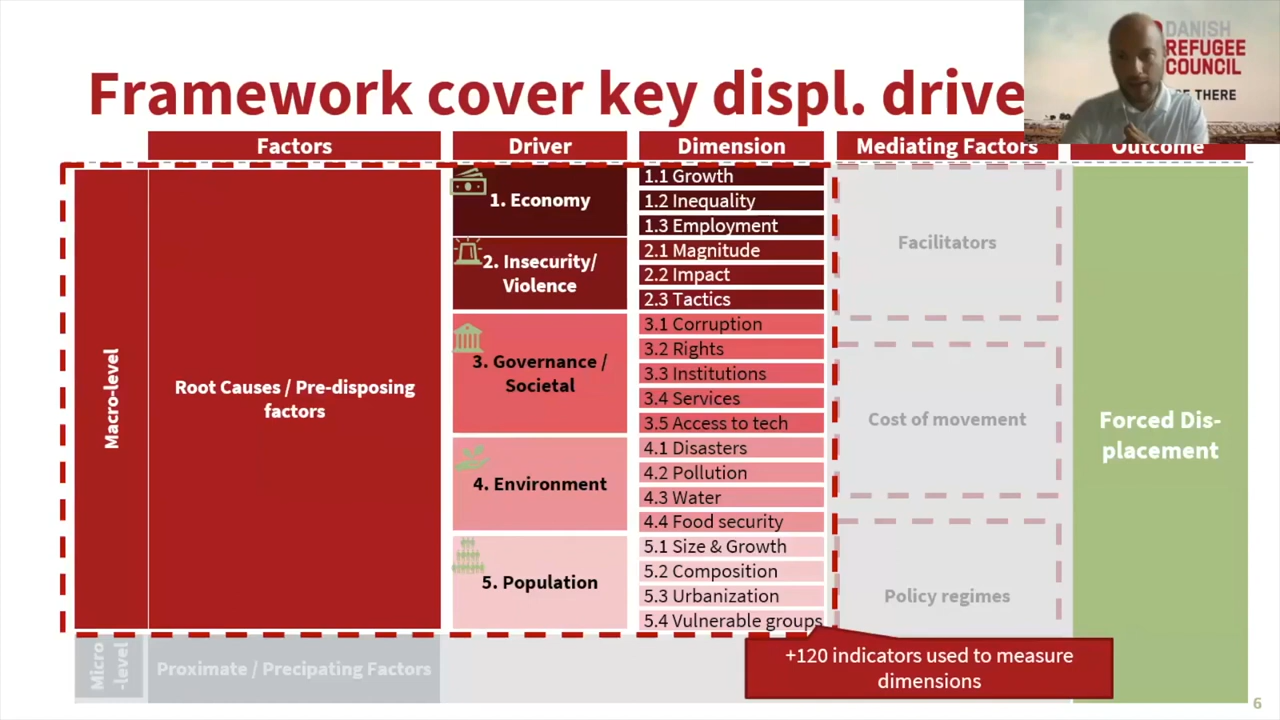 Framework cover key displ. drive
DANISH
REFUGEE
COUNCIL
THERE
Factors
Driver
Dimension
Mediating Factors
Outcome
Macro-level
Root Causes / Pre-disposing
factors
1. Economy
1.1 Growth
1.2 Inequality
1.3 Employment
2. Insecurity/
Violence
2.1 Magnitude
2.2 Impact
2.3 Tactics
3. Governance /
Societal
3.1 Corruption
3.2 Rights
3.3 Institutions
3.4 Services
3.5 Access to tech
4. Environment
4.1 Disasters
4.2 Pollution
4.3 Water
4.4 Food security
5. Population
5.1 Size & Growth
5.2 Composition
5.3 Urbanization
5.4 Vulnerable groups
Facilitators
Cost of movement
Policy regimes
Forced Dis-
placement
Micro
-level
Proximate / Precipating Factors
+120 indicators used to measure
dimensions
6